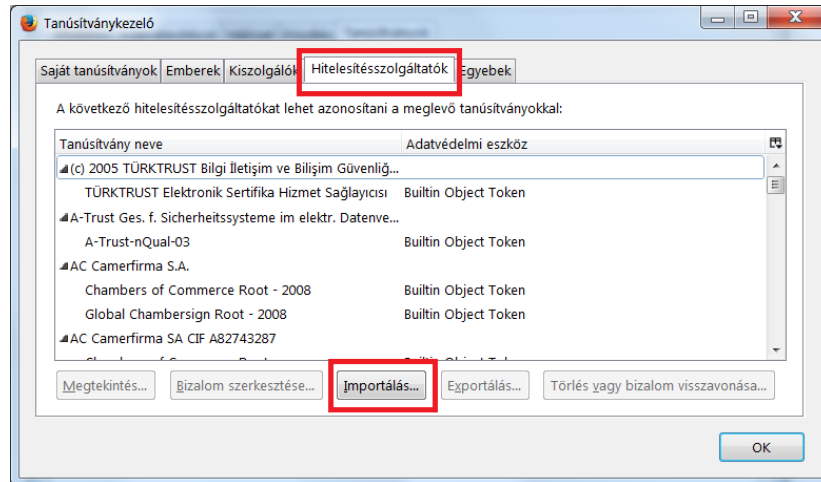 Tanúsítványkezelő
Saját tanúsítványok Emberek Kiszolgálók Hitelesítésszolgáltatók Egyebek
A következő hitelesítésszolgáltatókat lehet azonosítani a meglevő tanúsítványokkal:
Tanúsítvány neve Adatvédelmi eszköz
(c) 2005 TÜRKTRUST Bilgi İletişim ve Bilişim Güvenliğ...
TÜRKTRUST Elektronik Sertifika Hizmet Sağlayıcısı Builtin Object Token
A-Trust Ges. f. Sicherheitssysteme im elektr. Datenve...
A-Trust-nQual-03 Builtin Object Token
AC Camerfirma S.A.
Chambers of Commerce Root - 2008 Builtin Object Token
Global Chambersign Root - 2008 Builtin Object Token
AC Camerfirma SA CIF A82743287
Megtekintés... Bizalom szerkesztése... Importálás... Exportálás... Törlés vagy bizalom visszavonása...
OK